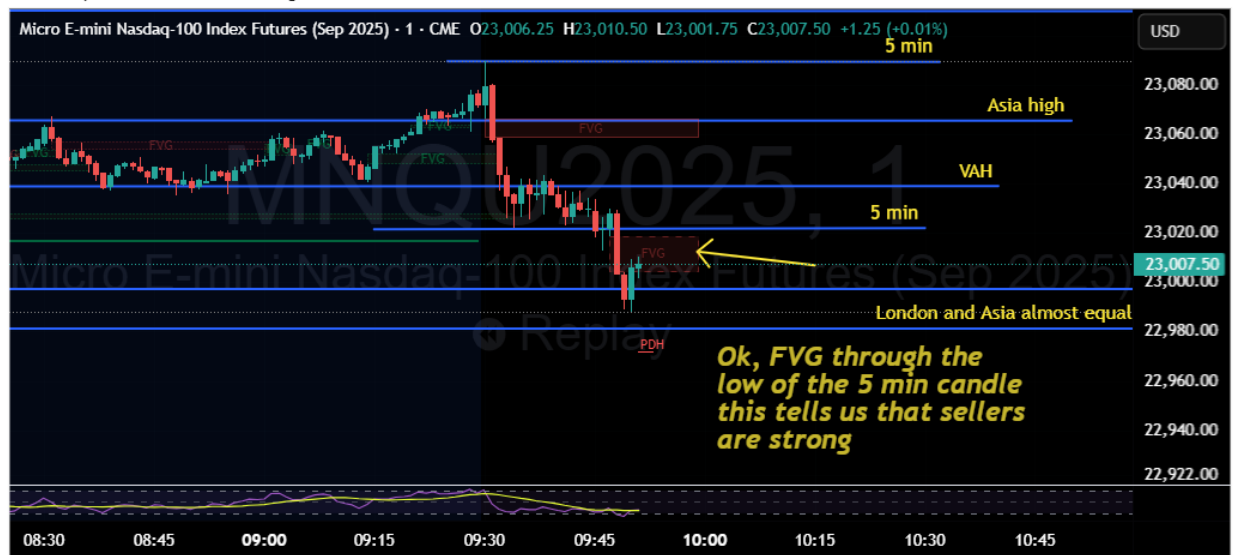 Micro E-mini Nasdaq-100 Index Futures (Sep 2025) · 1 · CME O23,006.25 H23,010.50 L23,001.75 C23,007.50 +1.25 (+0.01%)
USD
5 min
23,080.00
Asia high
FVG
FVG
23,060.00
FVG
FVG
FVG
FVG
MNQU2025, 1
VAH
23,040.00
5 min
23,020.00
FVG
Micro E-mini Nasdaq-100 Index Futures (Sep 2025)
23,007.50
23,000.00
London and Asia almost equal
22,980.00
Replay
PDH
Ok, FVG through the
low of the 5 min candle
this tells us that sellers
are strong
22,960.00
22,940.00
22,922.00
08:30 08:45 09:00 09:15 09:30 09:45 10:00 10:15 10:30 10:45